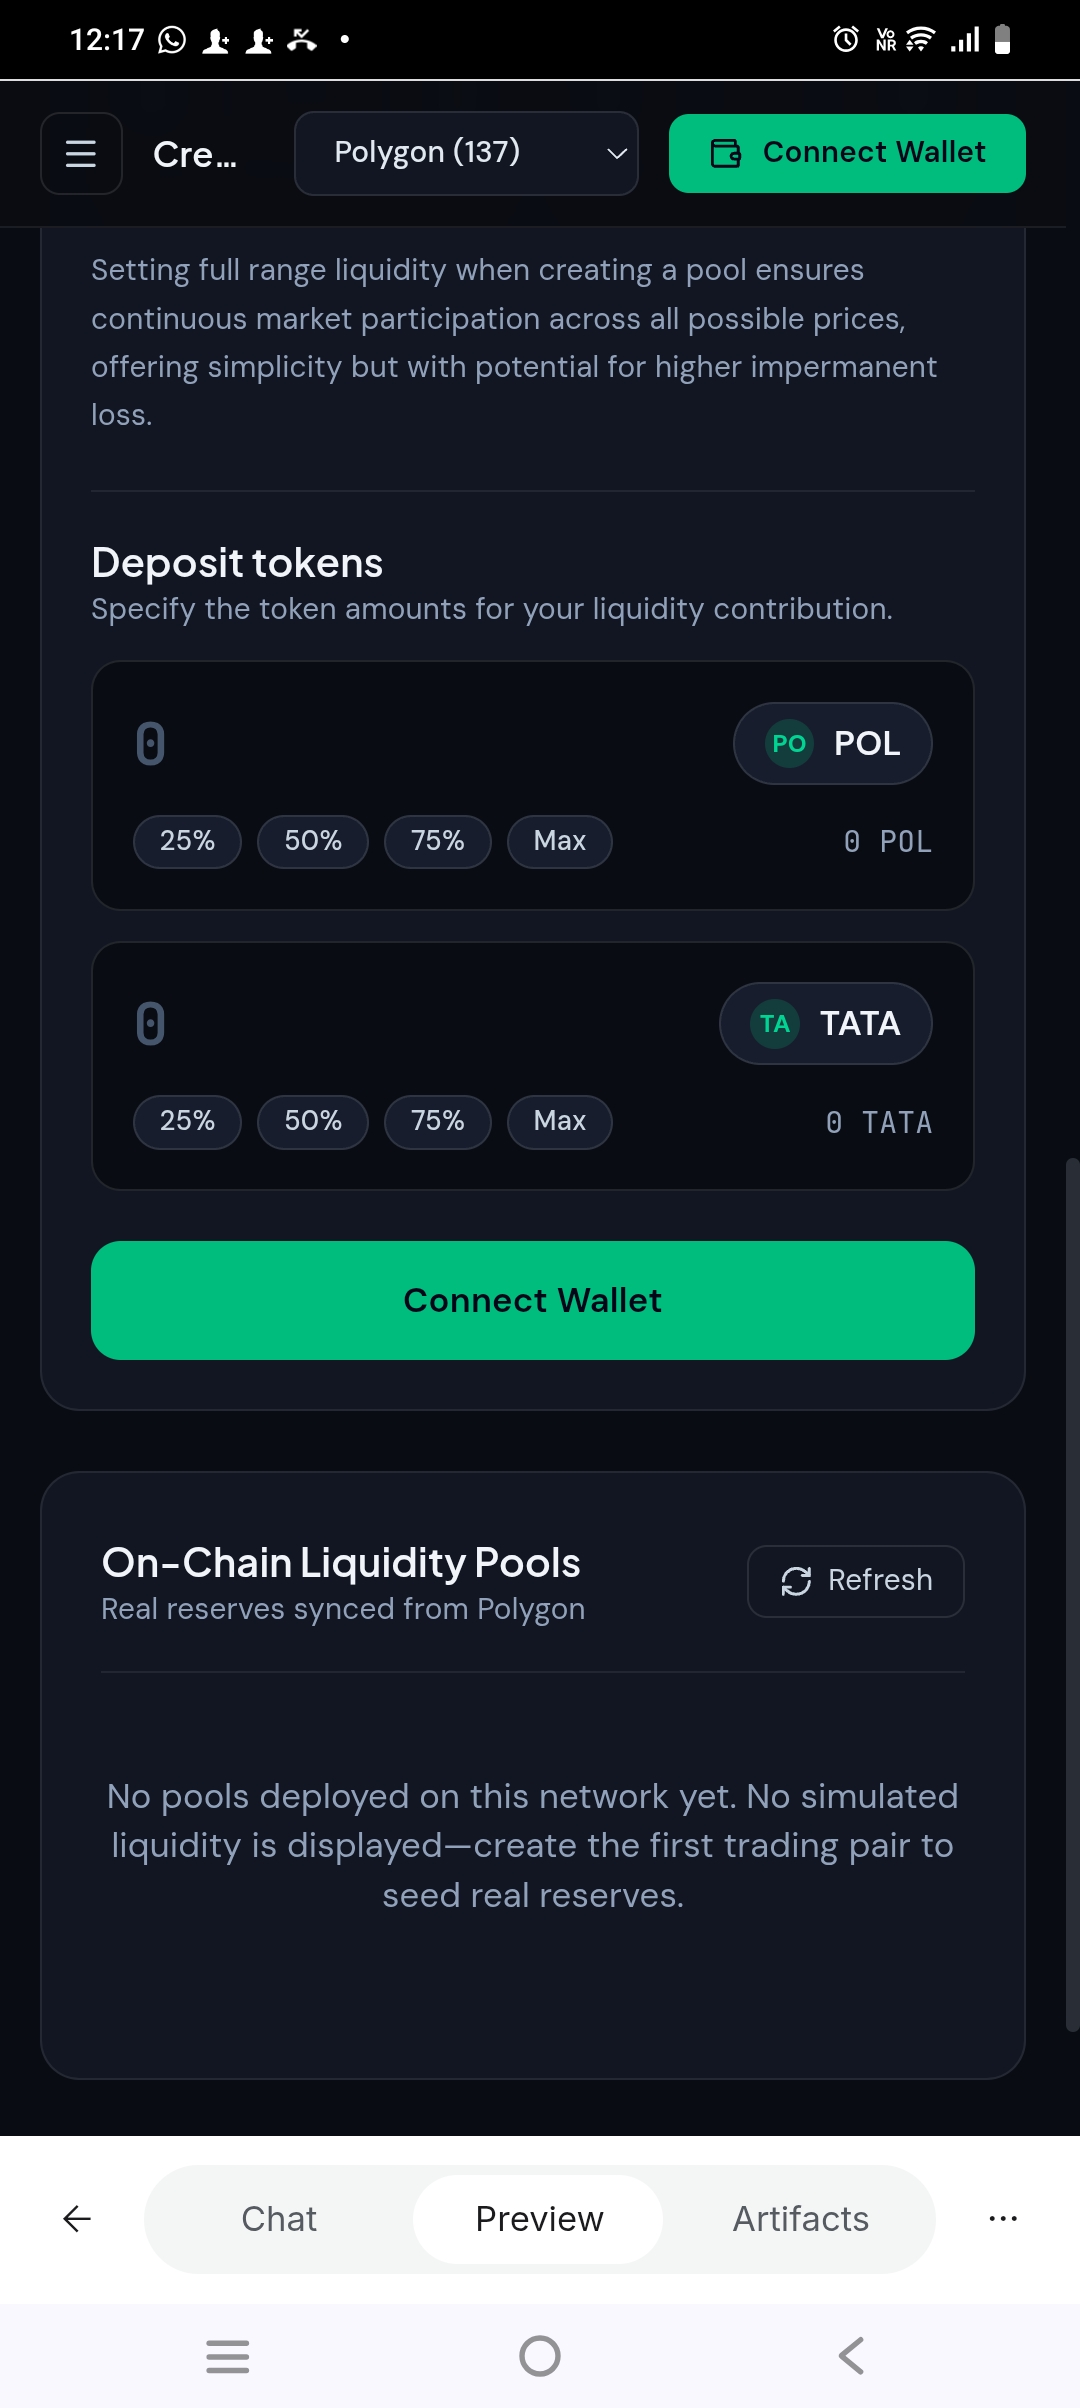 12:17
Vo
NR
Cre...
Polygon (137)
Connect Wallet
Setting full range liquidity when creating a pool ensures
continuous market participation across all possible prices,
offering simplicity but with potential for higher impermanent
loss.
Deposit tokens
Specify the token amounts for your liquidity contribution.
0
PO POL
25% 50% 75% Max
0 POL
0
TA TATA
25% 50% 75% Max
0 TATA
Connect Wallet
On-Chain Liquidity Pools
Real reserves synced from Polygon
Refresh
No pools deployed on this network yet. No simulated
liquidity is displayed—create the first trading pair to
seed real reserves.
Chat
Preview
Artifacts